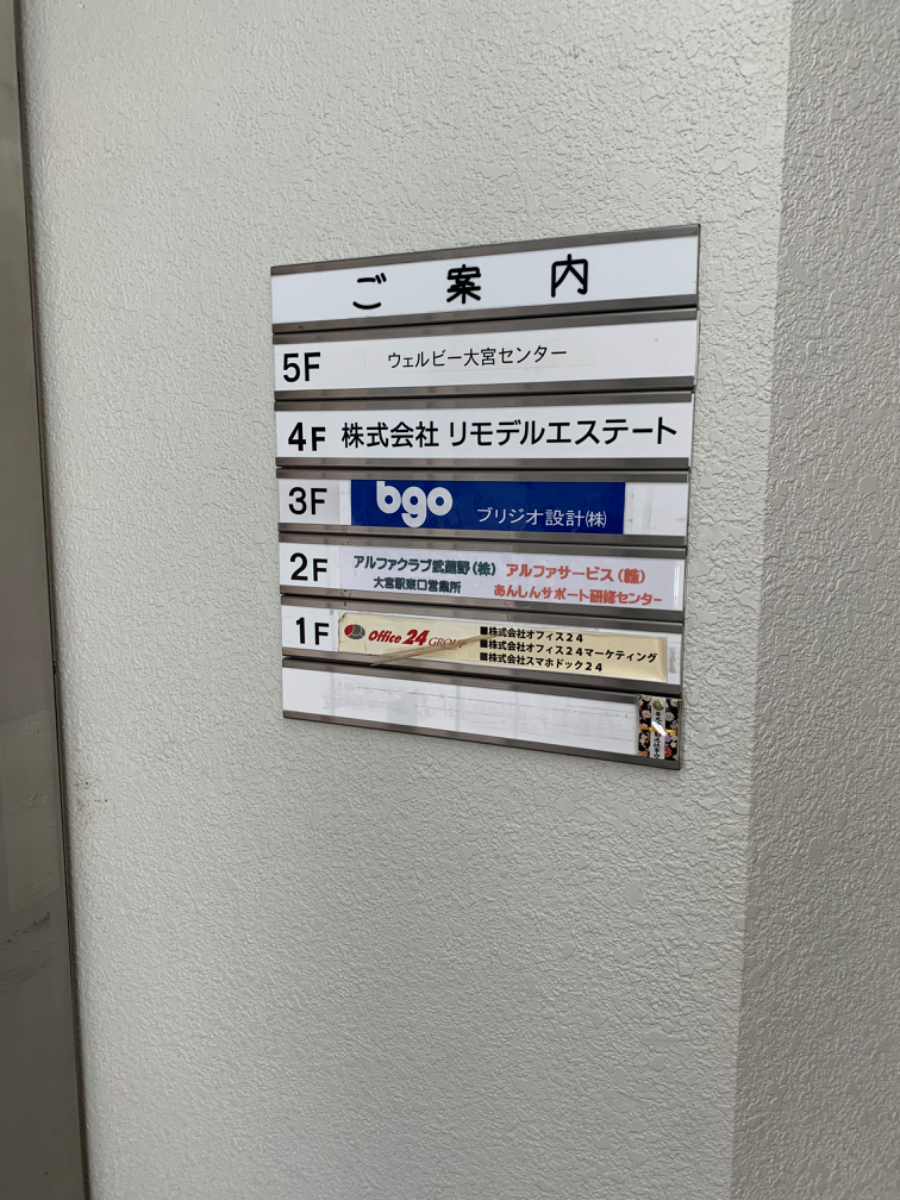 ご案内
5F ウェルビー大宮センター
4F 株式会社 リモデルエステート
3F bgo ブリジオ設計㈱
2F アルファクラブ武蔵野(株) アルファサービス(株)
大宮駅東口営業所 あんしんサポート研修センター
1F Office 24 GROUP
■株式会社オフィス24
■株式会社オフィス24マーケティング
■株式会社スマホドック24